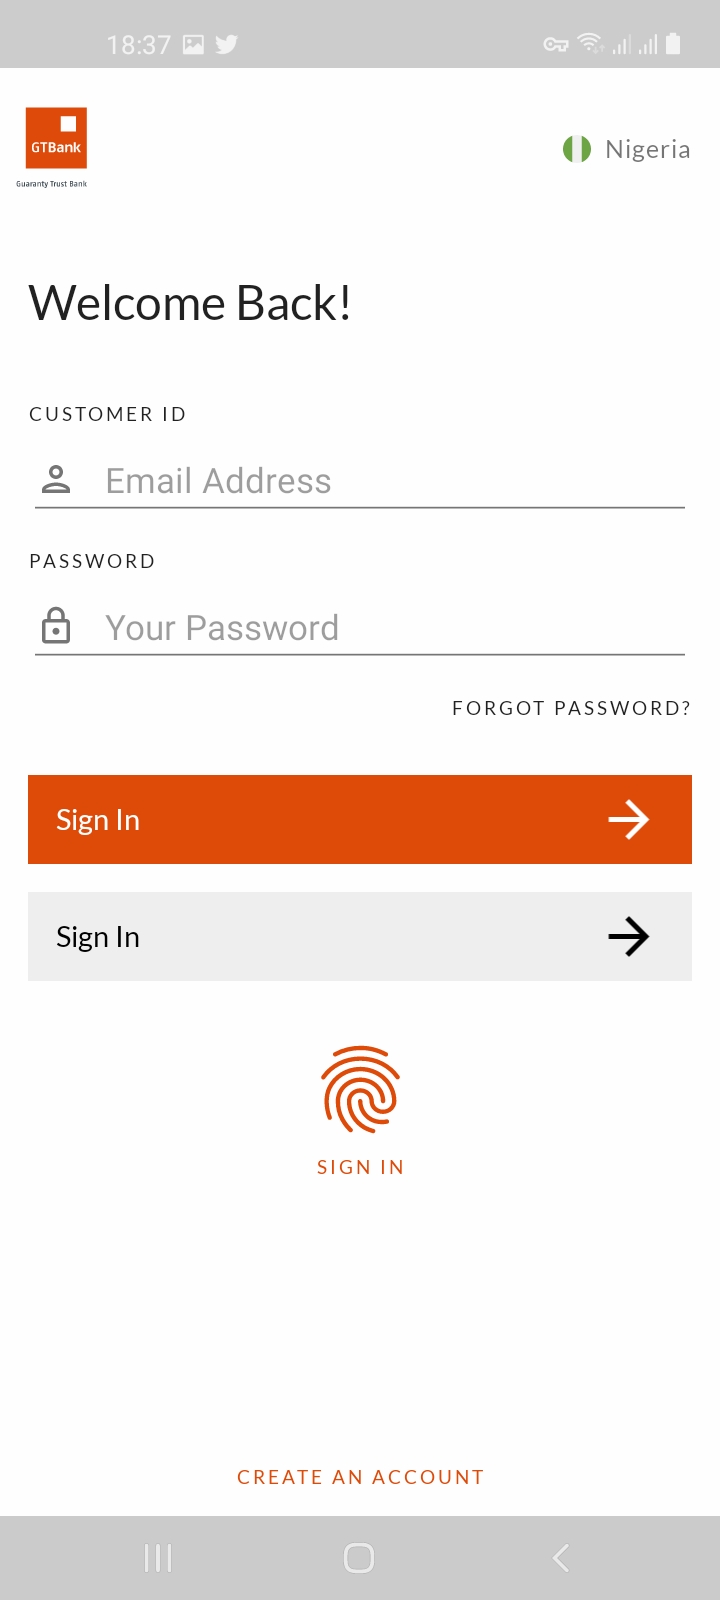 18:37
GTBank
Guaranty Trust Bank
Nigeria
Welcome Back!
CUSTOMER ID
Email Address
PASSWORD
Your Password
FORGOT PASSWORD?
Sign In
Sign In
SIGN IN
CREATE AN ACCOUNT